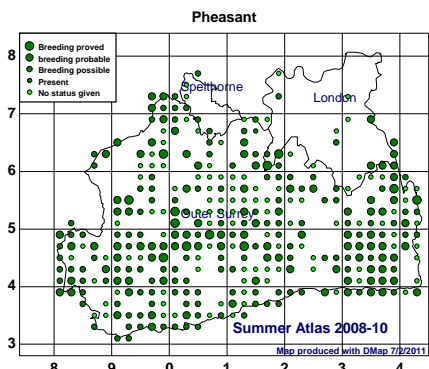 Pheasant
Breeding proved
breeding probable
Breeding possible
Present
No status given
8
7
6
5
4
3
Spelthorne
London
Outer Surrey
Summer Atlas 2008-10
Map produced with DMap 7/2/2011
8 9 0 1 2 3 4